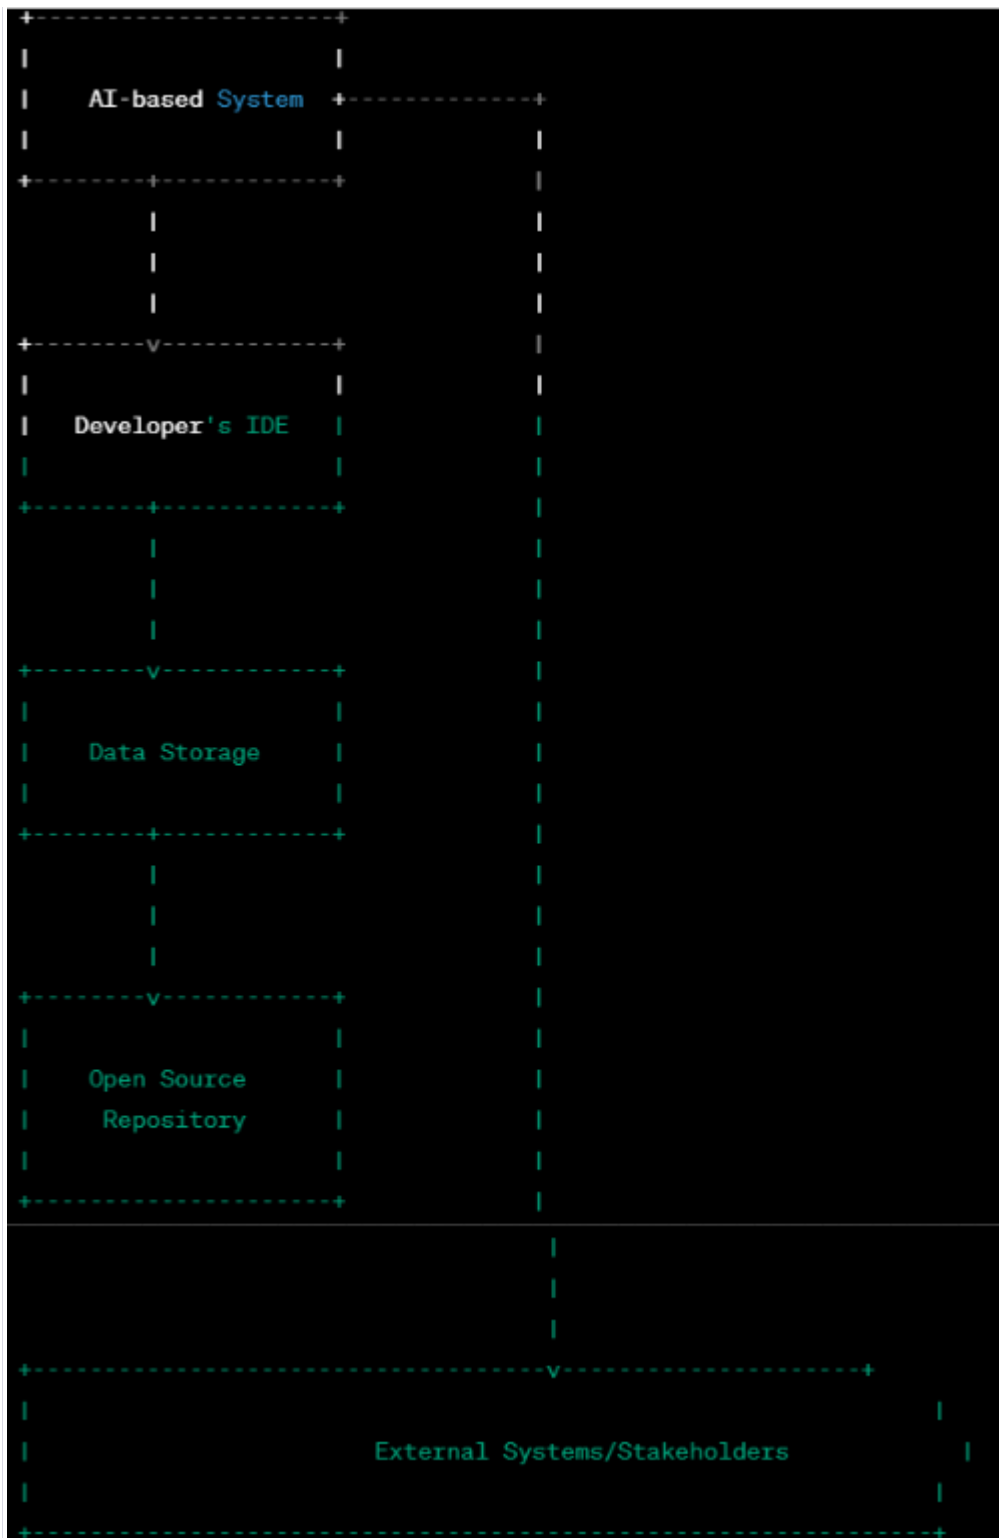 AI-based System
Developer's IDE
Data Storage
Open Source
Repository
External Systems/Stakeholders